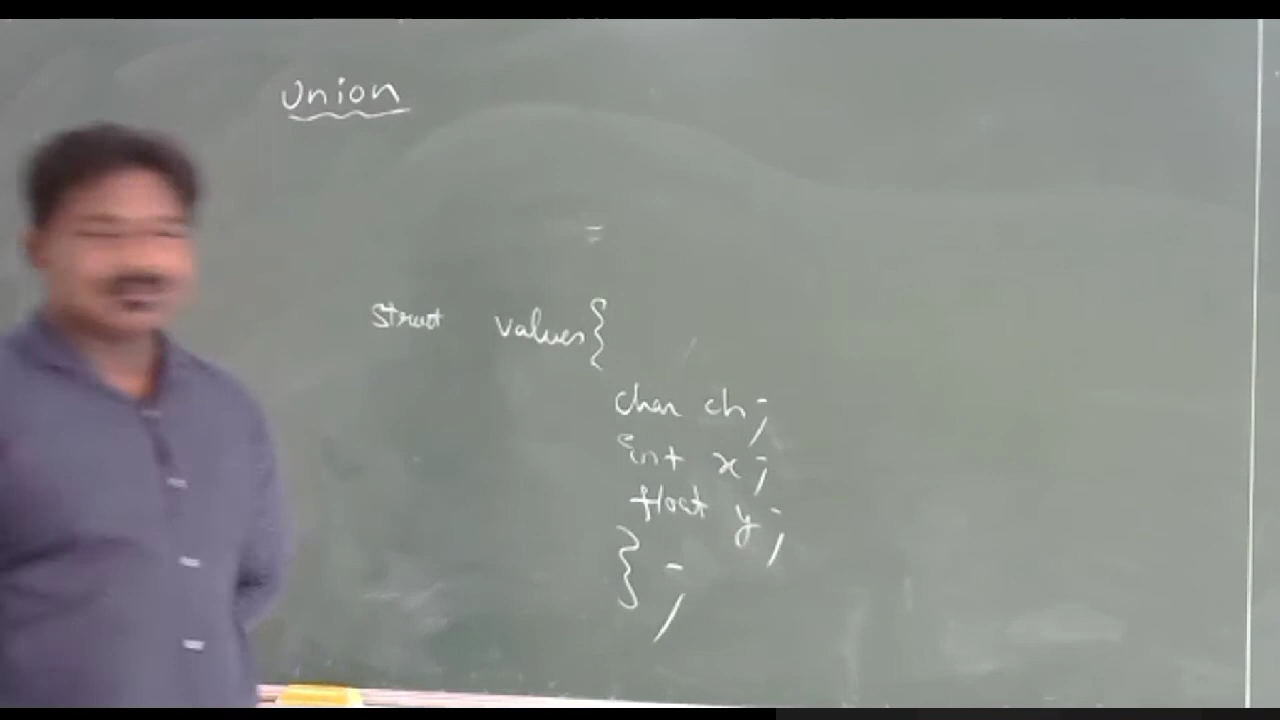 Union
=
struct values{
char ch;
int x;
float y;
};